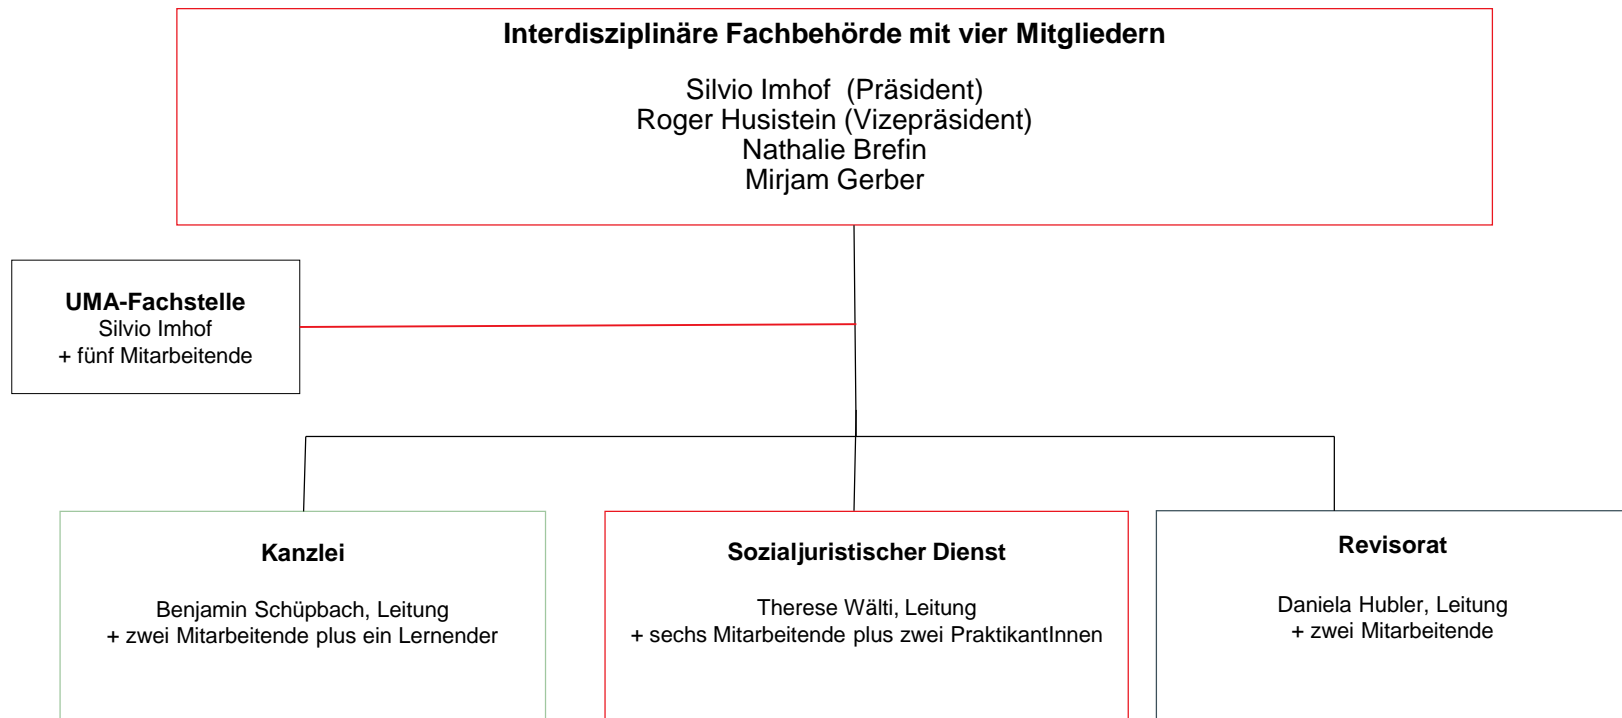 Interdisziplinäre Fachbehörde mit vier Mitgliedern
Silvio Imhof  (Präsident)
Roger Husistein (Vizepräsident)
Nathalie Brefin
Mirjam Gerber
UMA-Fachstelle
Silvio Imhof
+ fünf Mitarbeitende
Kanzlei
Benjamin Schüpbach, Leitung
+ zwei Mitarbeitende plus ein Lernender
Sozialjuristischer Dienst
Therese Wälti, Leitung
+ sechs Mitarbeitende plus zwei PraktikantInnen
Revisorat
Daniela Hubler, Leitung
+ zwei Mitarbeitende